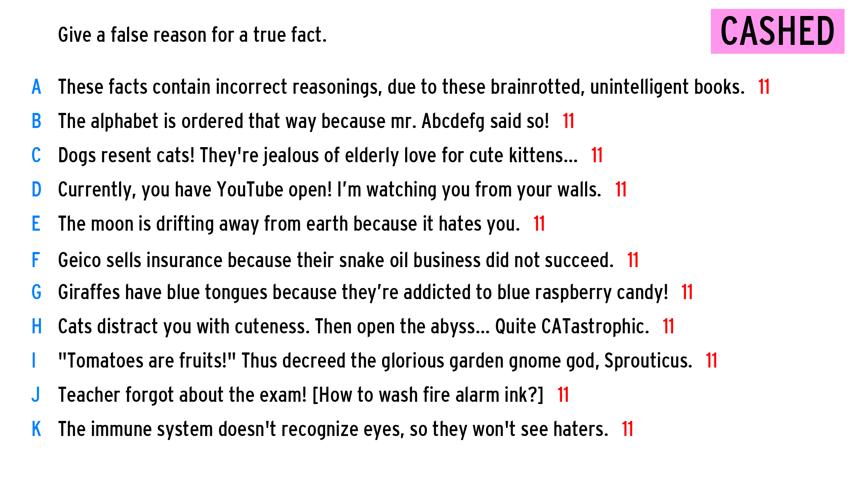 Give a false reason for a true fact.
CASHED
A These facts contain incorrect reasonings, due to these brainrotted, unintelligent books. 11
B The alphabet is ordered that way because mr. Abcdefg said so! 11
C Dogs resent cats! They're jealous of elderly love for cute kittens... 11
D Currently, you have YouTube open! I’m watching you from your walls. 11
E The moon is drifting away from earth because it hates you. 11
F Geico sells insurance because their snake oil business did not succeed. 11
G Giraffes have blue tongues because they’re addicted to blue raspberry candy! 11
H Cats distract you with cuteness. Then open the abyss... Quite CATastrophic. 11
I "Tomatoes are fruits!" Thus decreed the glorious garden gnome god, Sprouticus. 11
J Teacher forgot about the exam! [How to wash fire alarm ink?] 11
K The immune system doesn't recognize eyes, so they won't see haters. 11